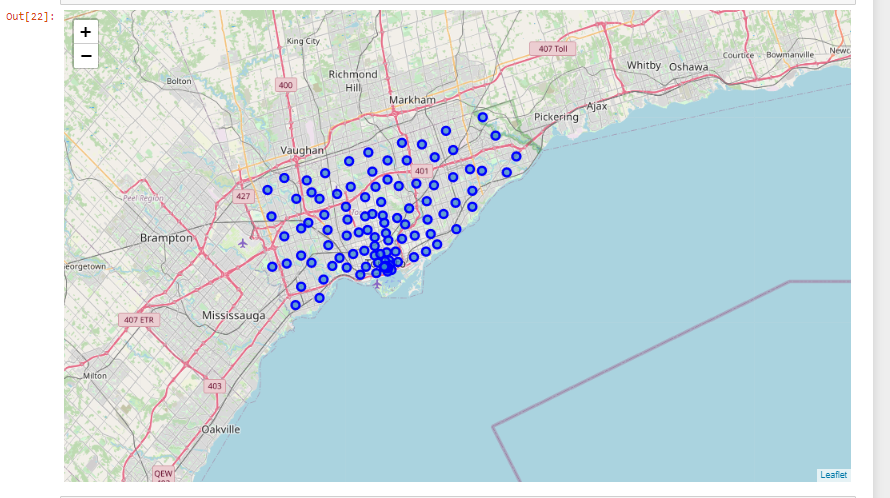 Out[22]:
+
−
King City
407 Toll
Bolton
400
Richmond
Hill
Whitby
Oshawa
Courtice
Bowmanville
Newc
Markham
Ajax
Pickering
Vaughan
401
427
Peel Region
Brampton
eorgetown
Mississauga
407 ETR
Milton
403
Oakville
QEW
Leaflet